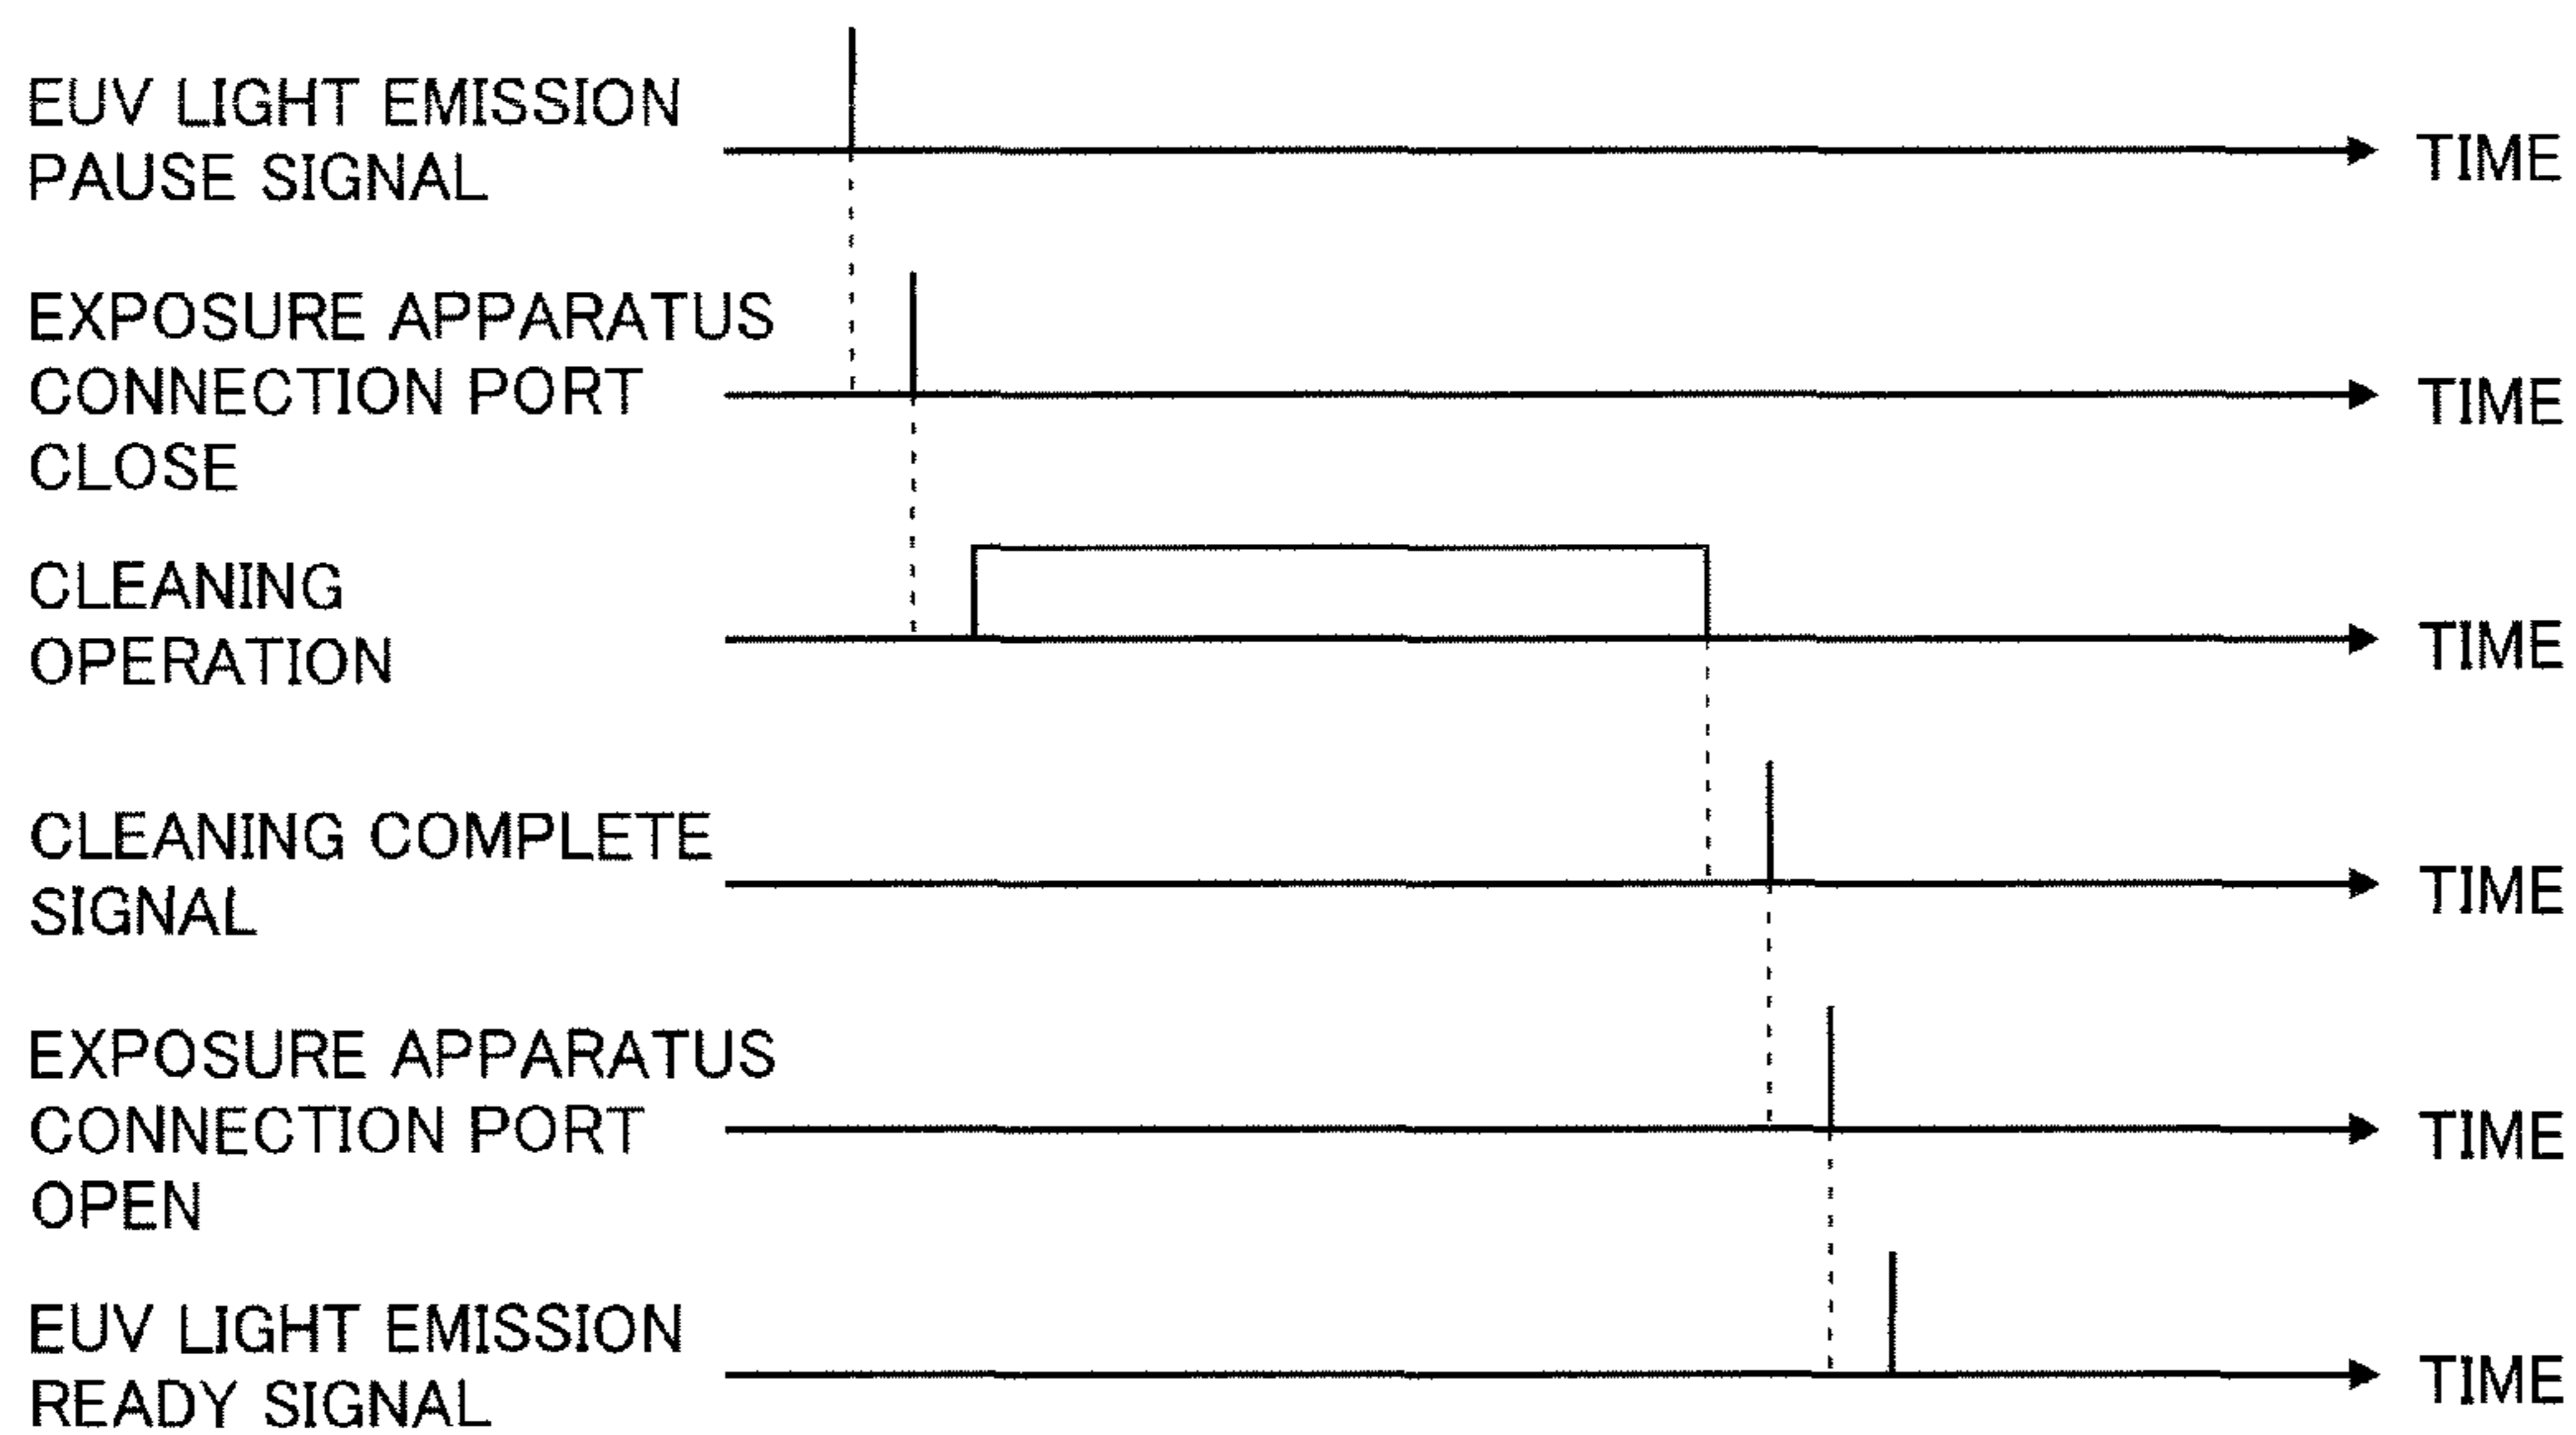 EUV LIGHT EMISSION
PAUSE SIGNAL
TIME
EXPOSURE APPARATUS
CONNECTION PORT
CLOSE
TIME
CLEANING
OPERATION
TIME
CLEANING COMPLETE
SIGNAL
TIME
EXPOSURE APPARATUS
CONNECTION PORT
OPEN
TIME
EUV LIGHT EMISSION
READY SIGNAL
TIME